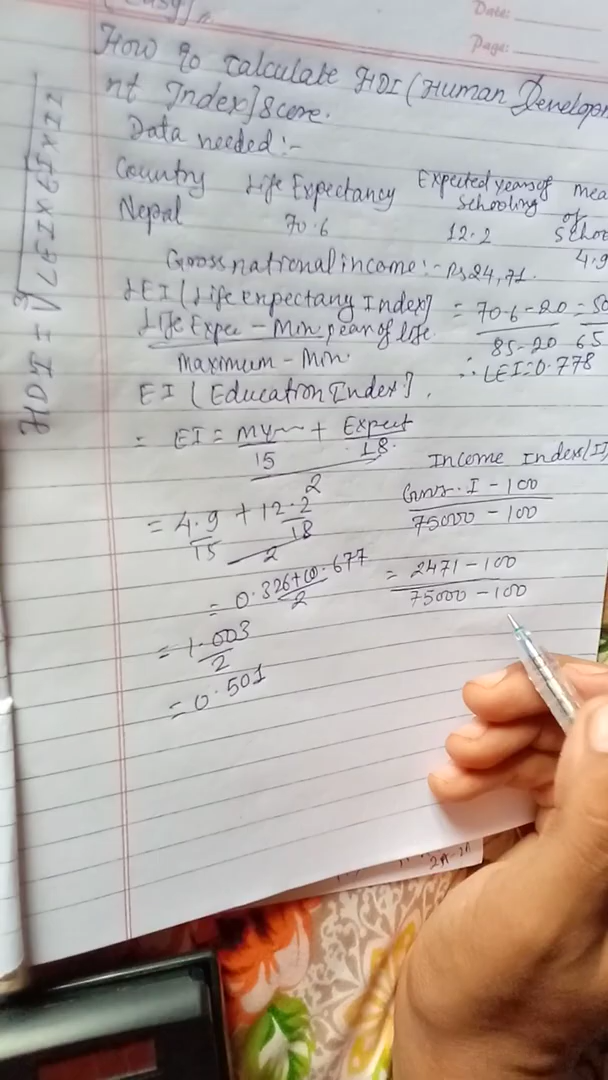 Date:
Page:
How to calculate HDI (Human Develop
nt Index] score.
Data needed:-
Country Life Expectancy Expected years of mea
schooling of
Nepal 70.6 12.2 schoo
4.9
Gross national income:- Rs 24,71.
LEI (Life enpectany Index] = 70.6-20 = 50
Life Expec - Min year of life. 85-20 65
maximum - Min. ∴ LEI=0.778
EI [Education Index].
= EI = + Expect
15 18.
2
Income Index(II
I - 100
75000 - 100
= 4.9 + 12.2
15 18
2
= 2471-100
75000-100
= 0.326+0.677
2
= 1.003
2
= 0.501
HDI = ³√LEI×EI×II